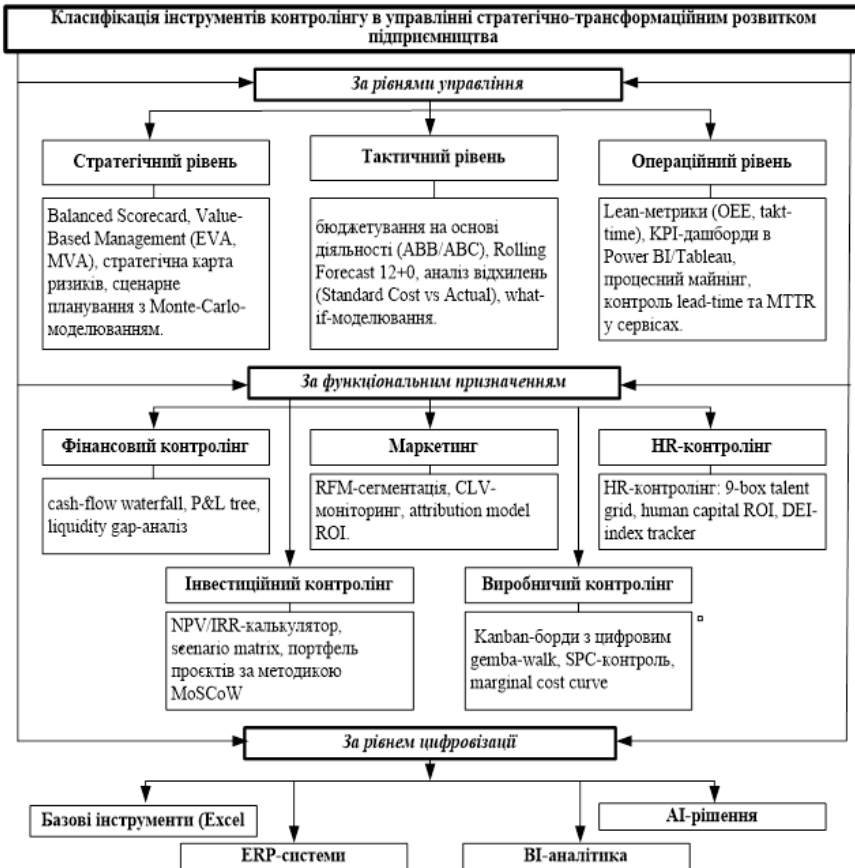 Класифікація інструментів контролінгу в управлінні стратегічно-трансформаційним розвитком
підприємництва
За рівнями управління
Стратегічний рівень
Balanced Scorecard, Value-
Based Management (EVA,
MVA), стратегічна карта
ризиків, сценарне
планування з Monte-Carlo-
моделюванням.
Тактичний рівень
бюджетування на основі
діяльності (ABB/ABC), Rolling
Forecast 12+0, аналіз відхилень
(Standard Cost vs Actual), what-
if-моделювання.
Операційний рівень
Lean-метрики (OEE, takt-
time), KPI-дашборди в
Power BI/Tableau,
процесний майнінг,
контроль lead-time та MTTR
у сервісах.
За функціональним призначенням
Фінансовий контролінг
cash-flow waterfall, P&L tree,
liquidity gap-аналіз
Маркетинг
RFM-сегментація, CLV-
моніторинг, attribution model
ROI.
HR-контролінг
HR-контролінг: 9-box talent
grid, human capital ROI, DEI-
index tracker
Інвестиційний контролінг
NPV/IRR-калькулятор,
scenario matrix, портфель
проєктів за методикою
MoSCoW
Виробничий контролінг
Kanban-борди з цифровим
gemba-walk, SPC-контроль,
marginal cost curve
За рівнем цифровізації
Базові інструменти (Excel
ERP-системи
BI-аналітика
AI-рішення